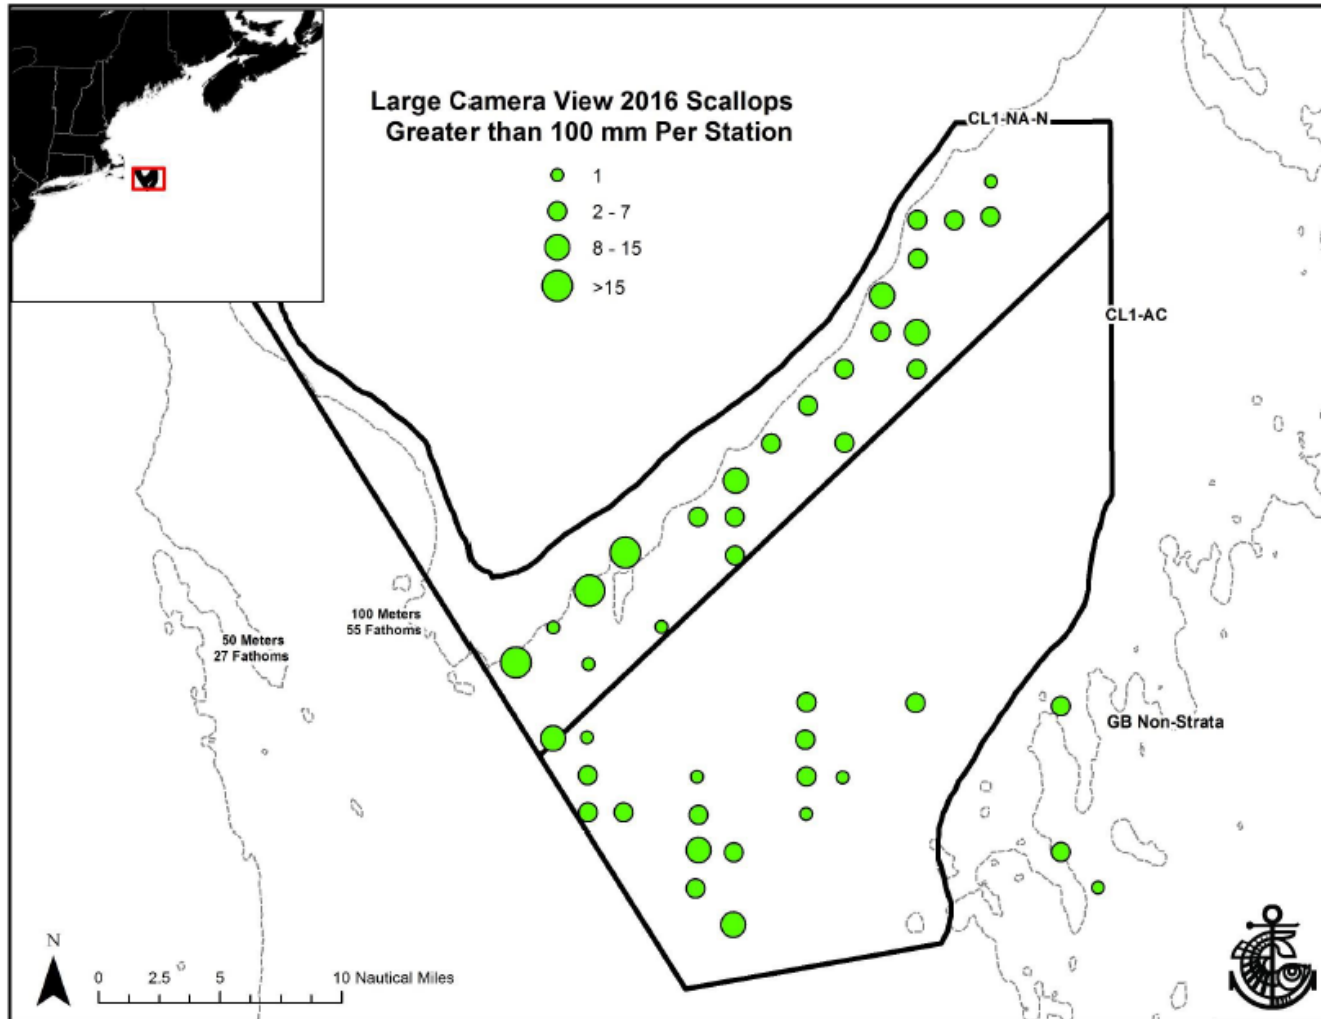 Large Camera View 2016 Scallops
Greater than 100 mm Per Station
1
2 - 7
8 - 15
>15
CL1-NA-N
CL1-AC
100 Meters
55 Fathoms
50 Meters
27 Fathoms
GB Non-Strata
N
0 2.5 5 10 Nautical Miles